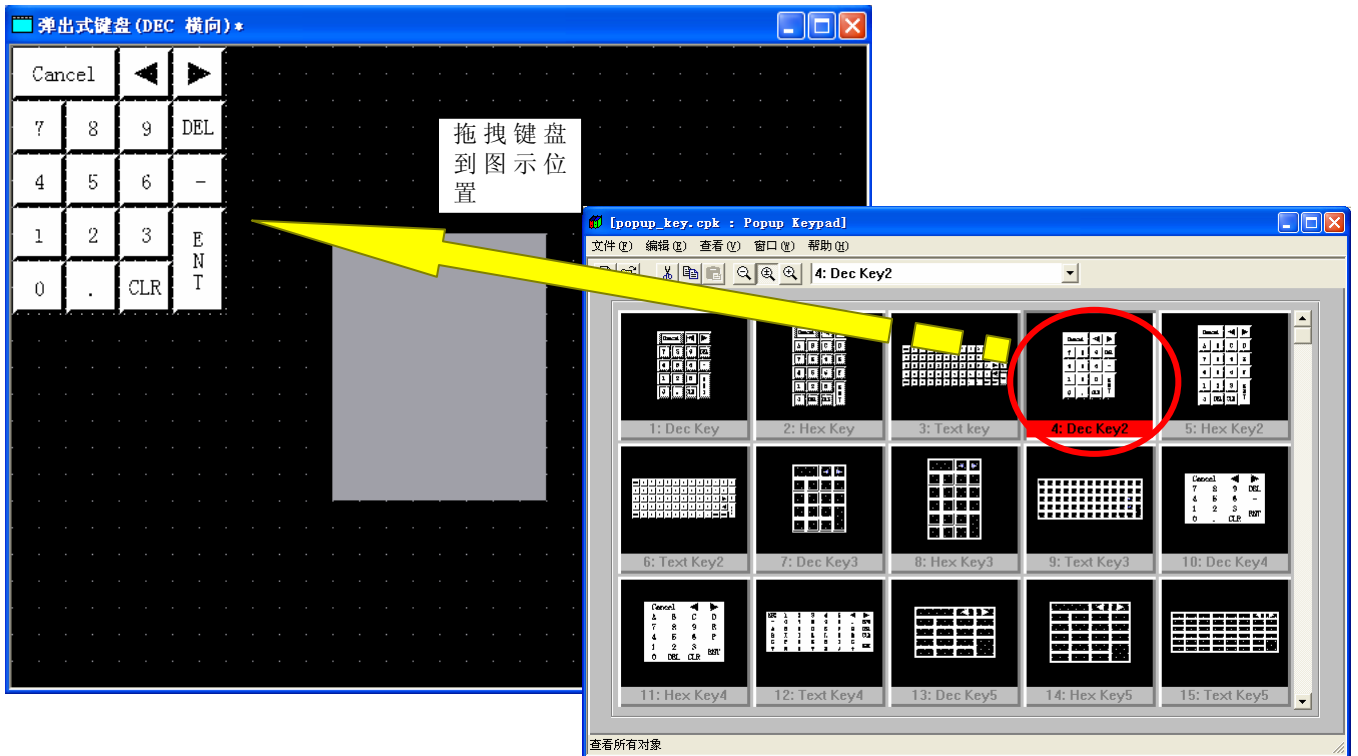 弹出式键盘(DEC 横向)*
Cancel ◀ ▶
7 8 9 DEL
4 5 6 -
1 2 3 ENT
0 . CLR
拖拽键盘
到图示位
置
[popup_key.cpk : Popup Keypad]
文件(F) 编辑(E) 查看(V) 窗口(W) 帮助(H)
4: Dec Key2
1: Dec Key 2: Hex Key 3: Text key 4: Dec Key2 5: Hex Key2
6: Text Key2 7: Dec Key3 8: Hex Key3 9: Text Key3 10: Dec Key4
11: Hex Key4 12: Text Key4 13: Dec Key5 14: Hex Key5 15: Text Key5
查看所有对象